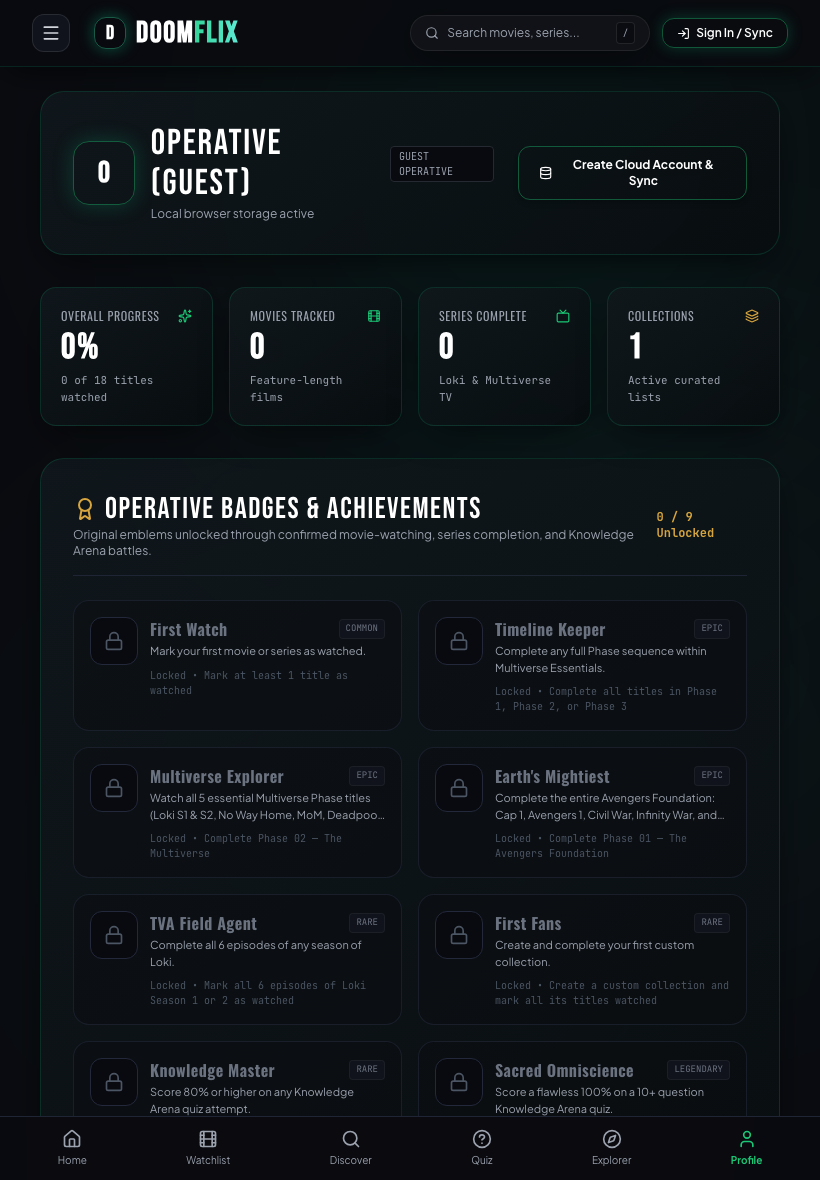 D DOOMFLIX
Search movies, series... /
Sign In / Sync
O
OPERATIVE
(GUEST)
Local browser storage active
GUEST
OPERATIVE
Create Cloud Account &
Sync
OVERALL PROGRESS
0%
0 of 18 titles
watched
MOVIES TRACKED
0
Feature-length
films
SERIES COMPLETE
0
Loki & Multiverse
TV
COLLECTIONS
1
Active curated
lists
OPERATIVE BADGES & ACHIEVEMENTS
Original emblems unlocked through confirmed movie-watching, series completion, and Knowledge
Arena battles.
0 / 9
Unlocked
First Watch
COMMON
Mark your first movie or series as watched.
Locked • Mark at least 1 title as
watched
Timeline Keeper
EPIC
Complete any full Phase sequence within
Multiverse Essentials.
Locked • Complete all titles in Phase
1, Phase 2, or Phase 3
Multiverse Explorer
EPIC
Watch all 5 essential Multiverse Phase titles
(Loki S1 & S2, No Way Home, MoM, Deadpoo...
Locked • Complete Phase 02 — The
Multiverse
Earth's Mightiest
EPIC
Complete the entire Avengers Foundation:
Cap 1, Avengers 1, Civil War, Infinity War, and...
Locked • Complete Phase 01 — The
Avengers Foundation
TVA Field Agent
RARE
Complete all 6 episodes of any season of
Loki.
Locked • Mark all 6 episodes of Loki
Season 1 or 2 as watched
First Fans
RARE
Create and complete your first custom
collection.
Locked • Create a custom collection and
mark all its titles watched
Knowledge Master
RARE
Score 80% or higher on any Knowledge
Arena quiz attempt.
Sacred Omniscience
LEGENDARY
Score a flawless 100% on a 10+ question
Knowledge Arena quiz.
Home
Watchlist
Discover
Quiz
Explorer
Profile